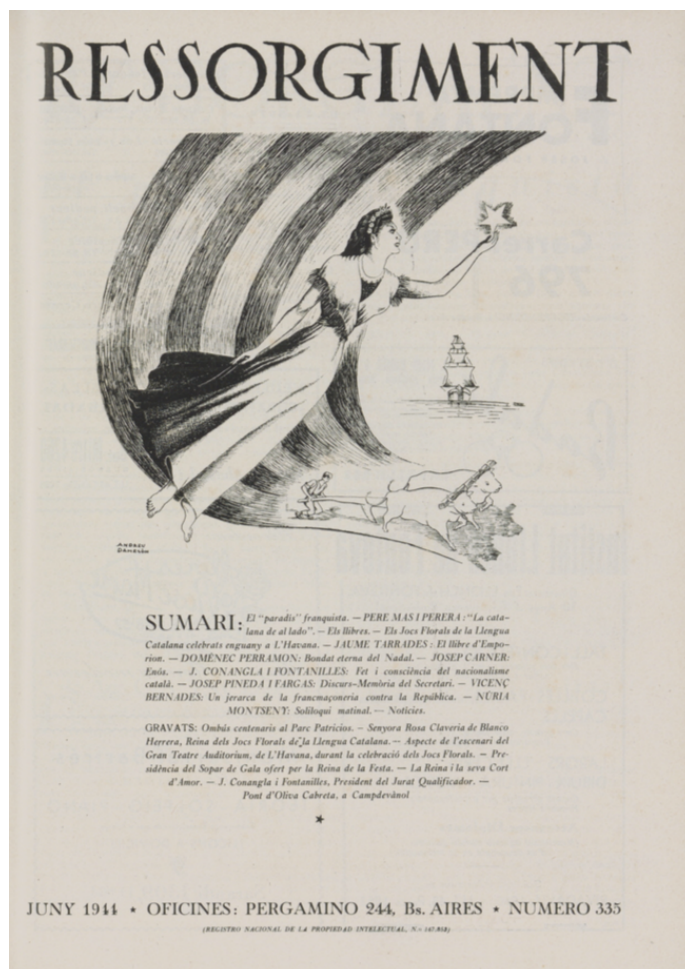 RESSORGIMENT
ANDREU
DAMESON
SUMARI: El "paradis" franquista. — PERE MAS I PERERA: "La cata-
lana de al lado". — Els llibres. — Els Jocs Florals de la Llengua
Catalana celebrats enguany a L'Havana. — JAUME TARRADES: El llibre d'Empo-
rion. — DOMÈNEC PERRAMON: Bondat eterna del Nadal. — JOSEP CARNER:
Enós. — J. CONANGLA I FONTANILLES: Fet i consciència del nacionalisme
català. — JOSEP PINEDA I FARGAS: Discurs-Memòria del Secretari. — VICENÇ
BERNADES: Un jerarca de la francmaçoneria contra la República. — NÚRIA
MONTSENY: Soliloqui matinal. — Notícies.
GRAVATS: Ombús centenaris al Parc Patricios. — Senyora Rosa Claveria de Blanco
Herrera, Reina dels Jocs Florals de la Llengua Catalana. — Aspecte de l'escenari del
Gran Teatre Auditorium, de L'Havana, durant la celebració dels Jocs Florals. — Pre-
sidència del Sopar de Gala ofert per la Reina de la Festa. — La Reina i la seva Cort
d'Amor. — J. Conangla i Fontanilles, President del Jurat Qualificador. —
Pont d'Oliva Cabreta, a Campdevànol
JUNY 1944 ★ OFICINES: PERGAMINO 244, Bs. AIRES ★ NUMERO 335
(REGISTRO NACIONAL DE LA PROPIEDAD INTELECTUAL, N.o